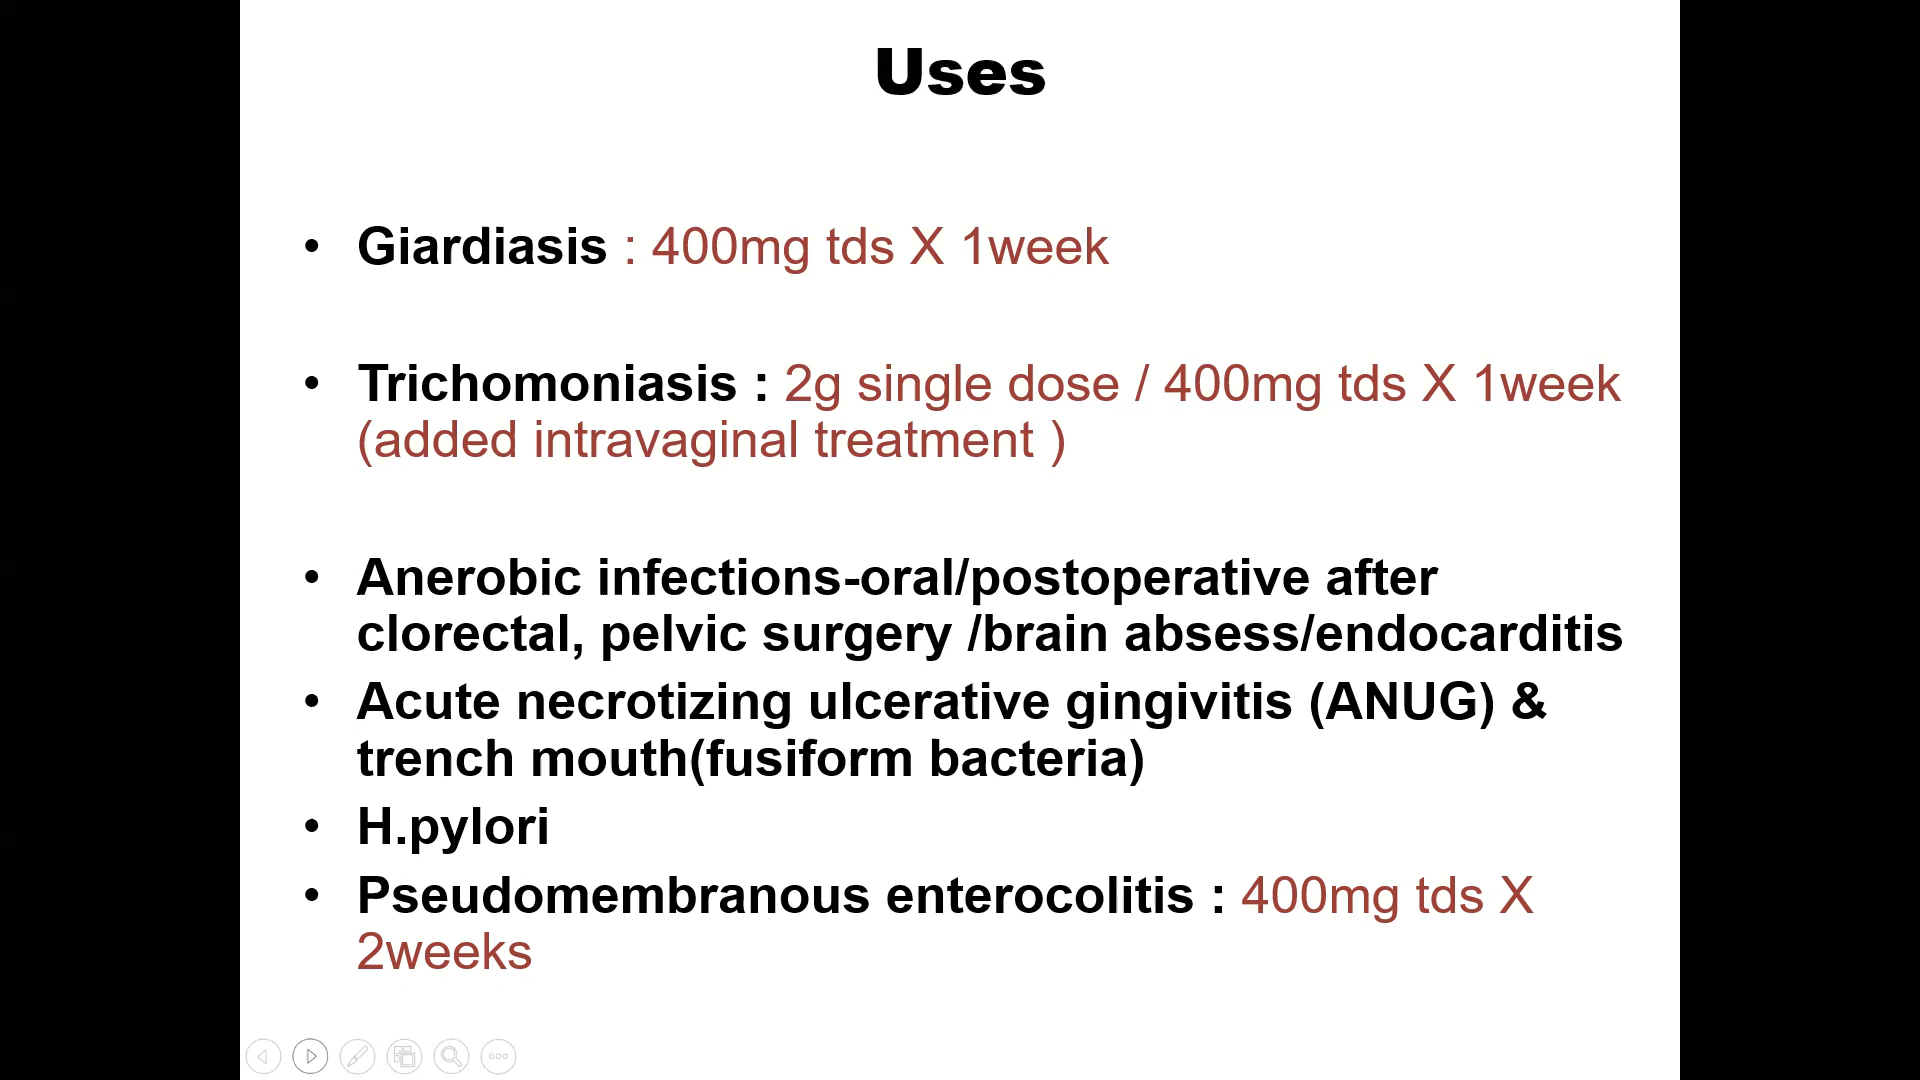 Uses
• Giardiasis : 400mg tds X 1week
• Trichomoniasis : 2g single dose / 400mg tds X 1week
(added intravaginal treatment )
• Anerobic infections-oral/postoperative after
clorectal, pelvic surgery /brain absess/endocarditis
• Acute necrotizing ulcerative gingivitis (ANUG) &
trench mouth(fusiform bacteria)
• H.pylori
• Pseudomembranous enterocolitis : 400mg tds X
2weeks